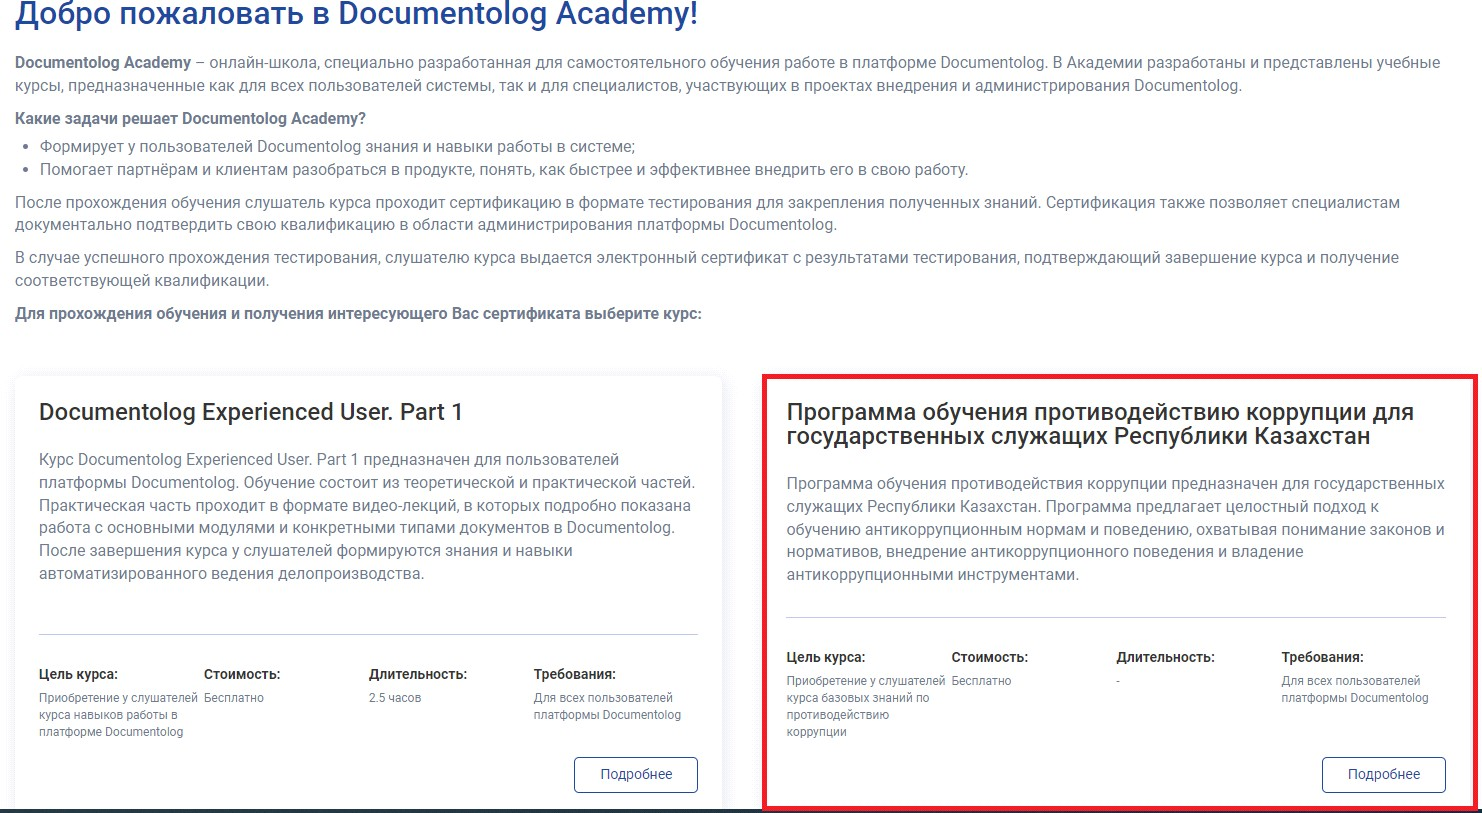 Добро пожаловать в Documentolog Academy!
Documentolog Academy – онлайн-школа, специально разработанная для самостоятельного обучения работе в платформе Documentolog. В Академии разработаны и представлены учебные
курсы, предназначенные как для всех пользователей системы, так и для специалистов, участвующих в проектах внедрения и администрирования Documentolog.
Какие задачи решает Documentolog Academy?
• Формирует у пользователей Documentolog знания и навыки работы в системе;
• Помогает партнёрам и клиентам разобраться в продукте, понять, как быстрее и эффективнее внедрить его в свою работу.
После прохождения обучения слушатель курса проходит сертификацию в формате тестирования для закрепления полученных знаний. Сертификация также позволяет специалистам
документально подтвердить свою квалификацию в области администрирования платформы Documentolog.
В случае успешного прохождения тестирования, слушателю курса выдается электронный сертификат с результатами тестирования, подтверждающий завершение курса и получение
соответствующей квалификации.
Для прохождения обучения и получения интересующего Вас сертификата выберите курс:
Documentolog Experienced User. Part 1
Курс Documentolog Experienced User. Part 1 предназначен для пользователей
платформы Documentolog. Обучение состоит из теоретической и практической частей.
Практическая часть проходит в формате видео-лекций, в которых подробно показана
работа с основными модулями и конкретными типами документов в Documentolog.
После завершения курса у слушателей формируются знания и навыки
автоматизированного ведения делопроизводства.
Цель курса: Стоимость: Длительность: Требования:
Приобретение у слушателей Бесплатно 2.5 часов Для всех пользователей
курса навыков работы в платформы Documentolog
платформе Documentolog
Подробнее
Программа обучения противодействию коррупции для
государственных служащих Республики Казахстан
Программа обучения противодействия коррупции предназначен для государственных
служащих Республики Казахстан. Программа предлагает целостный подход к
обучению антикоррупционным нормам и поведению, охватывая понимание законов и
нормативов, внедрение антикоррупционного поведения и владение
антикоррупционными инструментами.
Цель курса: Стоимость: Длительность: Требования:
Приобретение у слушателей Бесплатно - Для всех пользователей
курса базовых знаний по платформы Documentolog
противодействию
коррупции
Подробнее